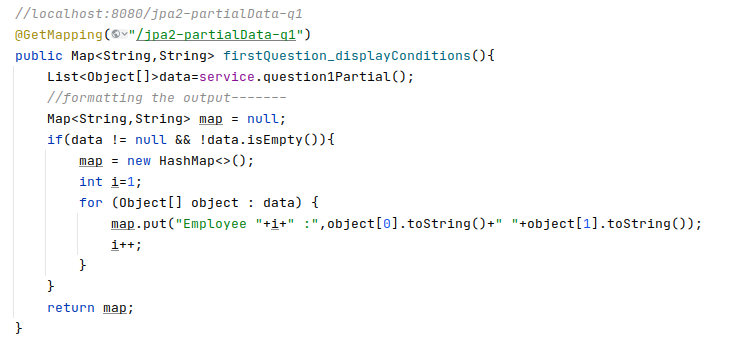 //localhost:8080/jpa2-partialData-q1
@GetMapping("/jpa2-partialData-q1")
public Map<String,String> firstQuestion_displayConditions(){
    List<Object[]>data=service.question1Partial();
    //formatting the output-------
    Map<String,String> map = null;
    if(data != null && !data.isEmpty()){
        map = new HashMap<>();
        int i=1;
        for (Object[] object : data) {
            map.put("Employee "+i+" :",object[0].toString()+" "+object[1].toString());
            i++;
        }
    }
    return map;
}